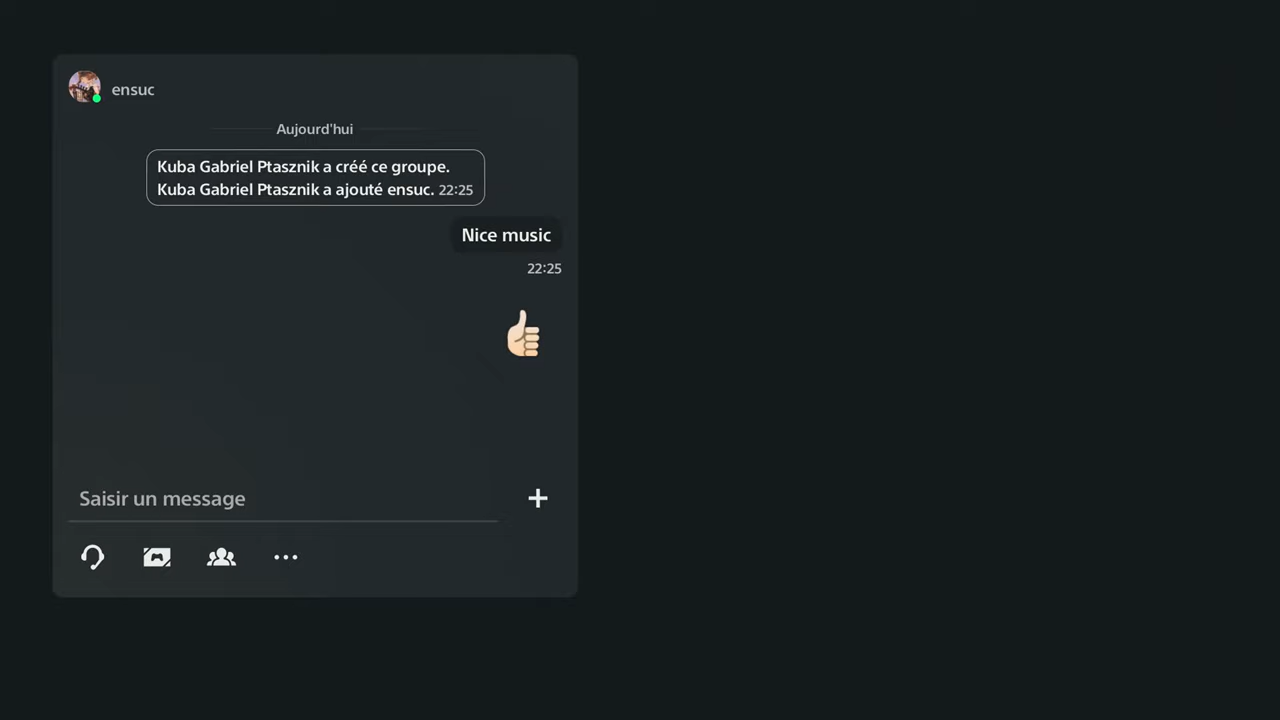 ensuc
Aujourd'hui
Kuba Gabriel Ptasznik a créé ce groupe.
Kuba Gabriel Ptasznik a ajouté ensuc. 22:25
Nice music
22:25
Saisir un message